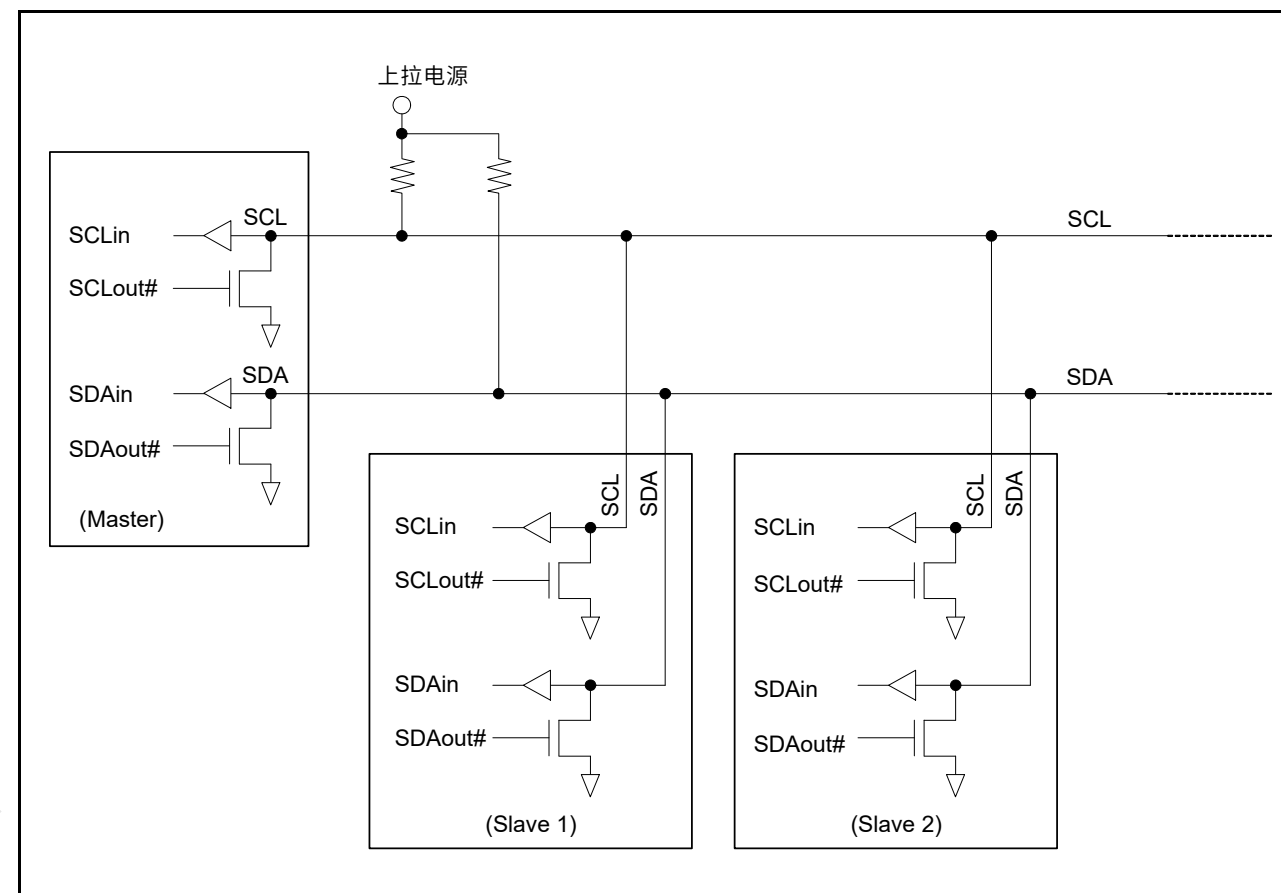 上拉电源
SCL
SCLin
SCLout#
SDA
SDAin
SDAout#
(Master)
SCL
SDA
SCL
SDA
SCLin
SCLout#
SDAin
SDAout#
(Slave 1)
SCL
SDA
SCLin
SCLout#
SDAin
SDAout#
(Slave 2)